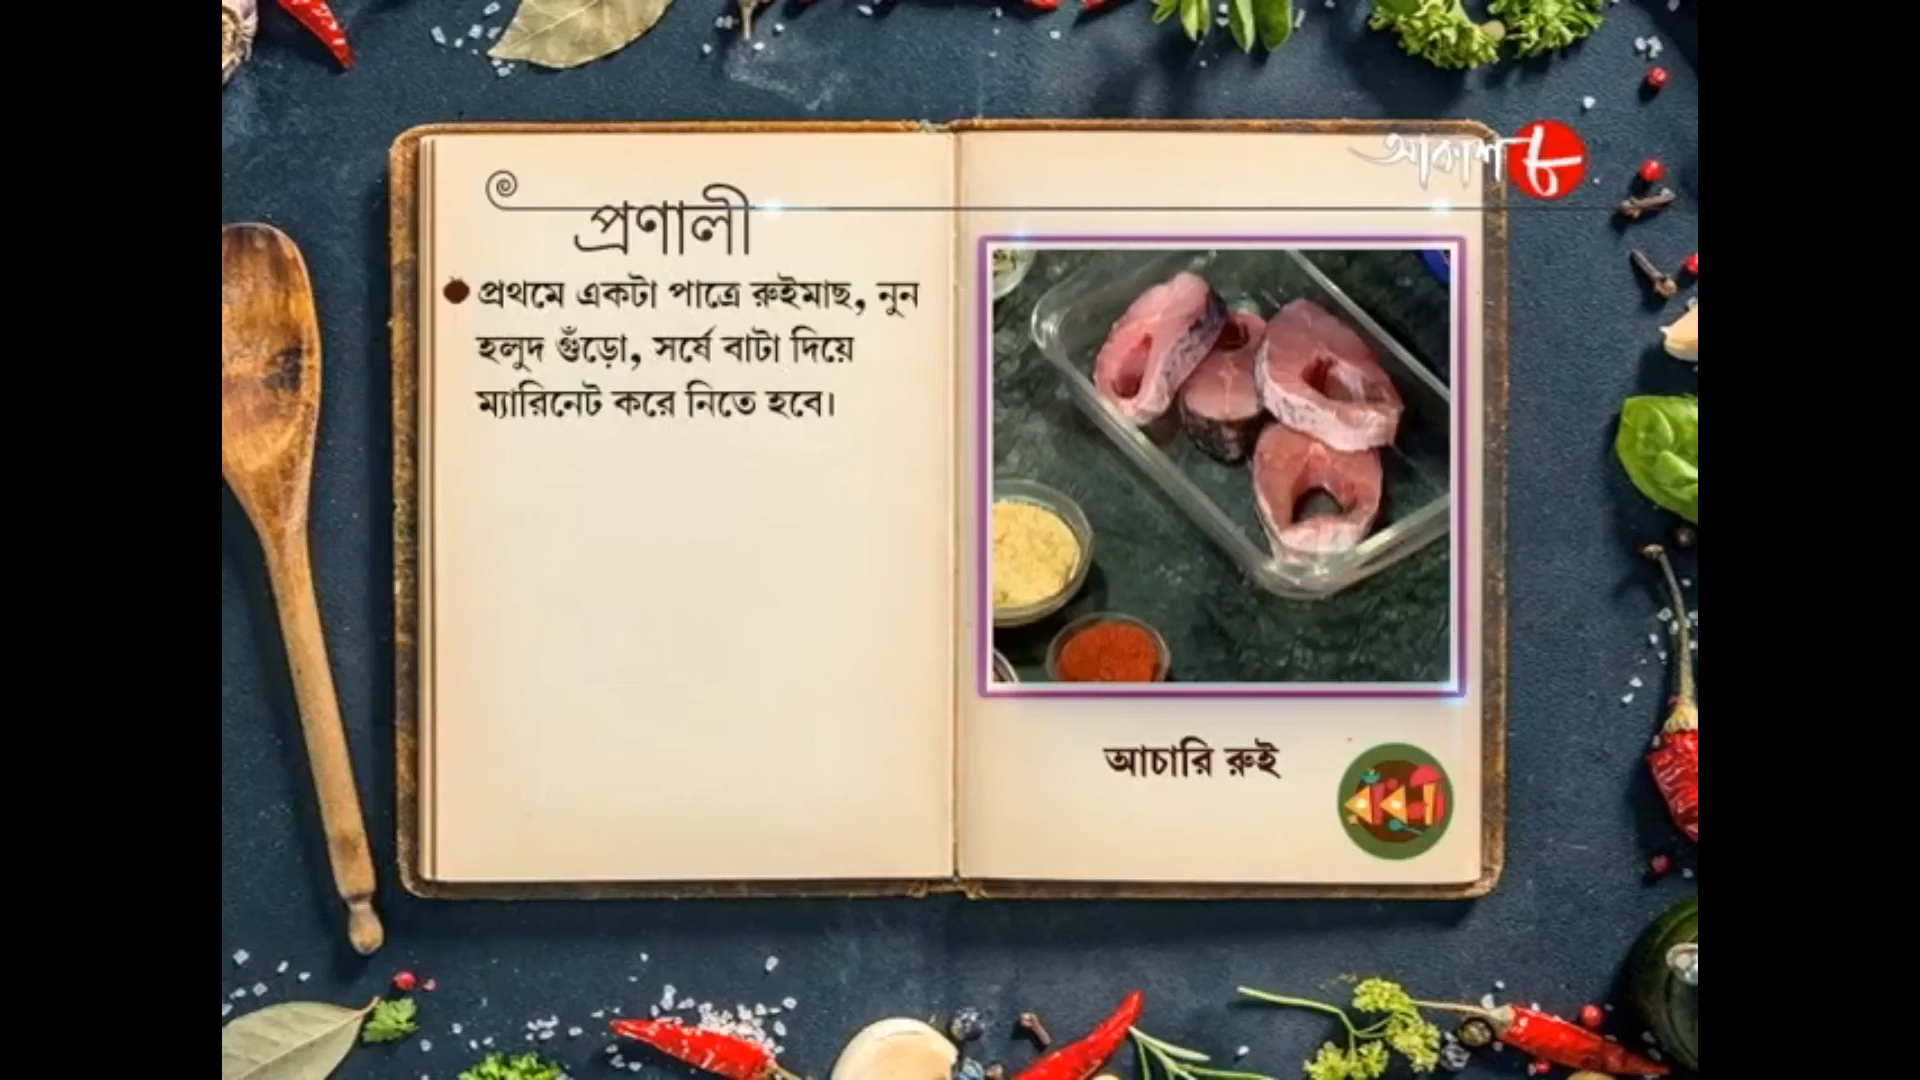 আকাশ ৮
প্রণালী
প্রথমে একটা পাত্রে রুইমাছ, নুন
হলুদ গুঁড়ো, সর্ষে বাটা দিয়ে
ম্যারিনেট করে নিতে হবে।
আচারি রুই